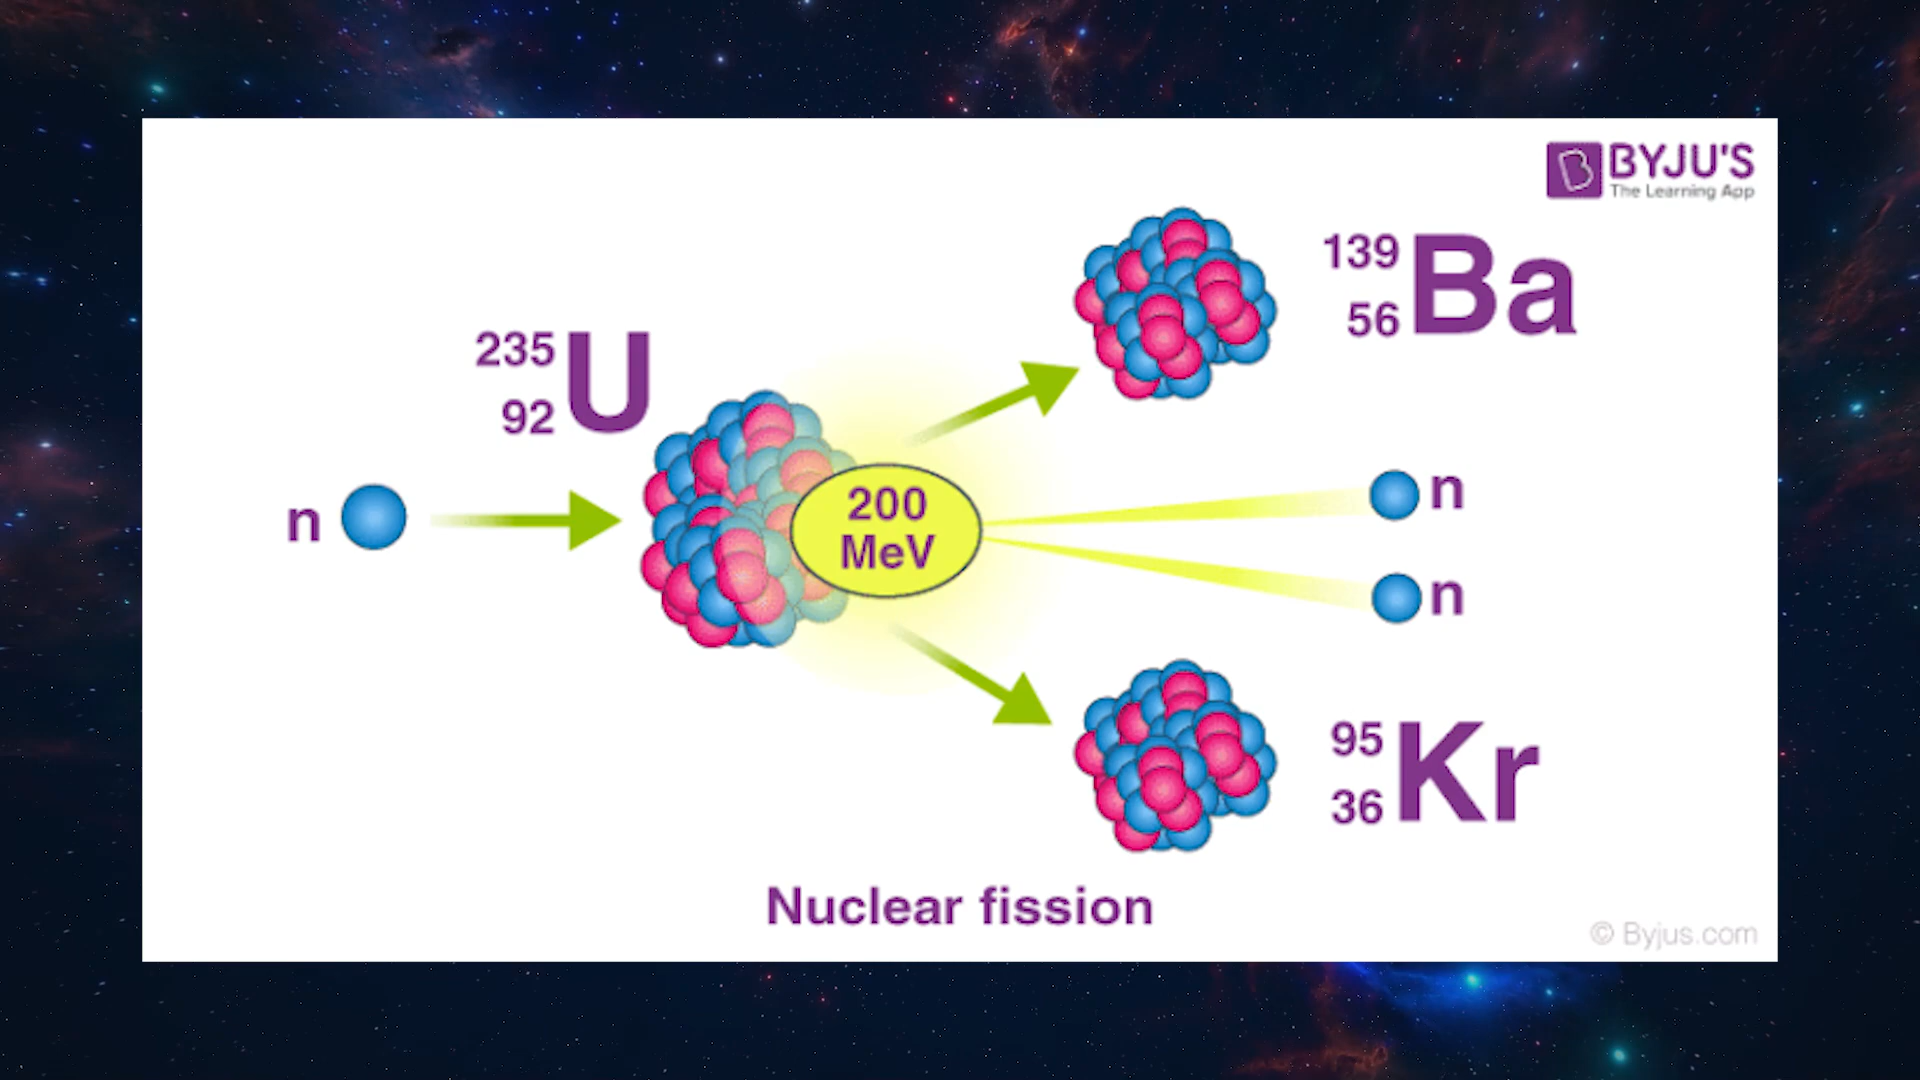 BYJU'S
The Learning App
139
56 Ba
235
92 U
n
200
MeV
n
n
95
36 Kr
Nuclear fission
© Byjus.com